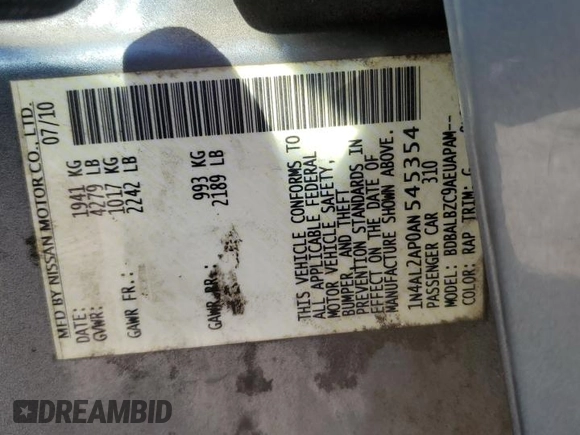 MFD BY NISSAN MOTOR CO., LTD.
DATE: 07/10
GVWR: 1941 KG
4279 LB
GAWR FR.: 1017 KG
2242 LB
GAWR RR.: 993 KG
2189 LB
THIS VEHICLE CONFORMS TO
ALL APPLICABLE FEDERAL
MOTOR VEHICLE SAFETY,
BUMPER, AND THEFT
PREVENTION STANDARDS IN
EFFECT ON THE DATE OF
MANUFACTURE SHOWN ABOVE.
1N4AL2AP0AN545354
PASSENGER CAR 310
MODEL: BDBALBZC9AEUAPAM--
COLOR: RAP TRIM: G
DREAMBID